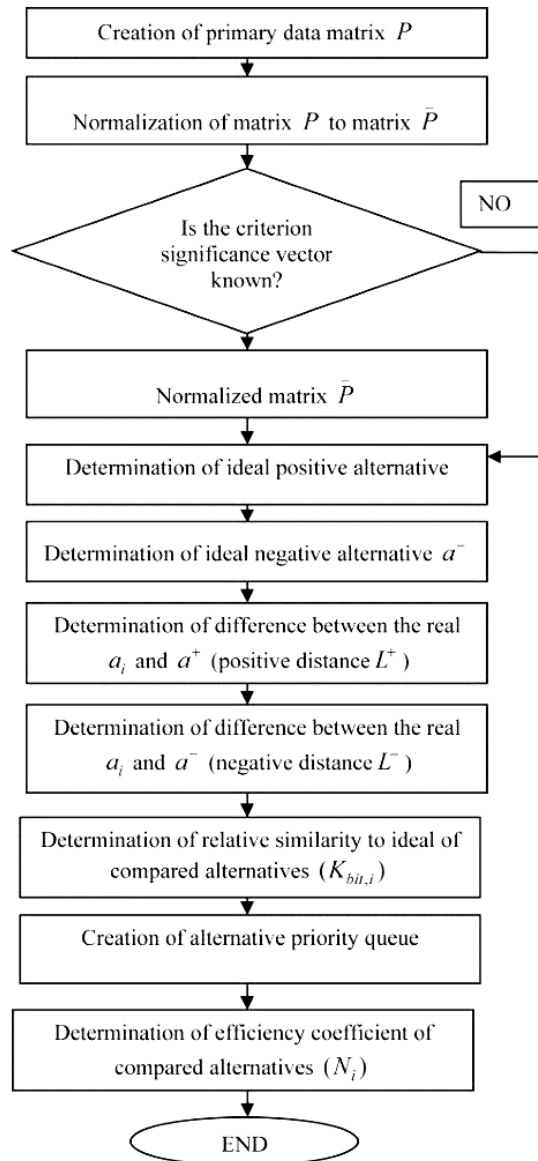 Creation of primary data matrix P
Normalization of matrix P to matrix P̄
Is the criterion
significance vector
known?
NO
Normalized matrix P̄
Determination of ideal positive alternative
Determination of ideal negative alternative a⁻
Determination of difference between the real
aᵢ and a⁺ (positive distance L⁺)
Determination of difference between the real
aᵢ and a⁻ (negative distance L⁻)
Determination of relative similarity to ideal of
compared alternatives (K_{bit,i})
Creation of alternative priority queue
Determination of efficiency coefficient of
compared alternatives (Nᵢ)
END